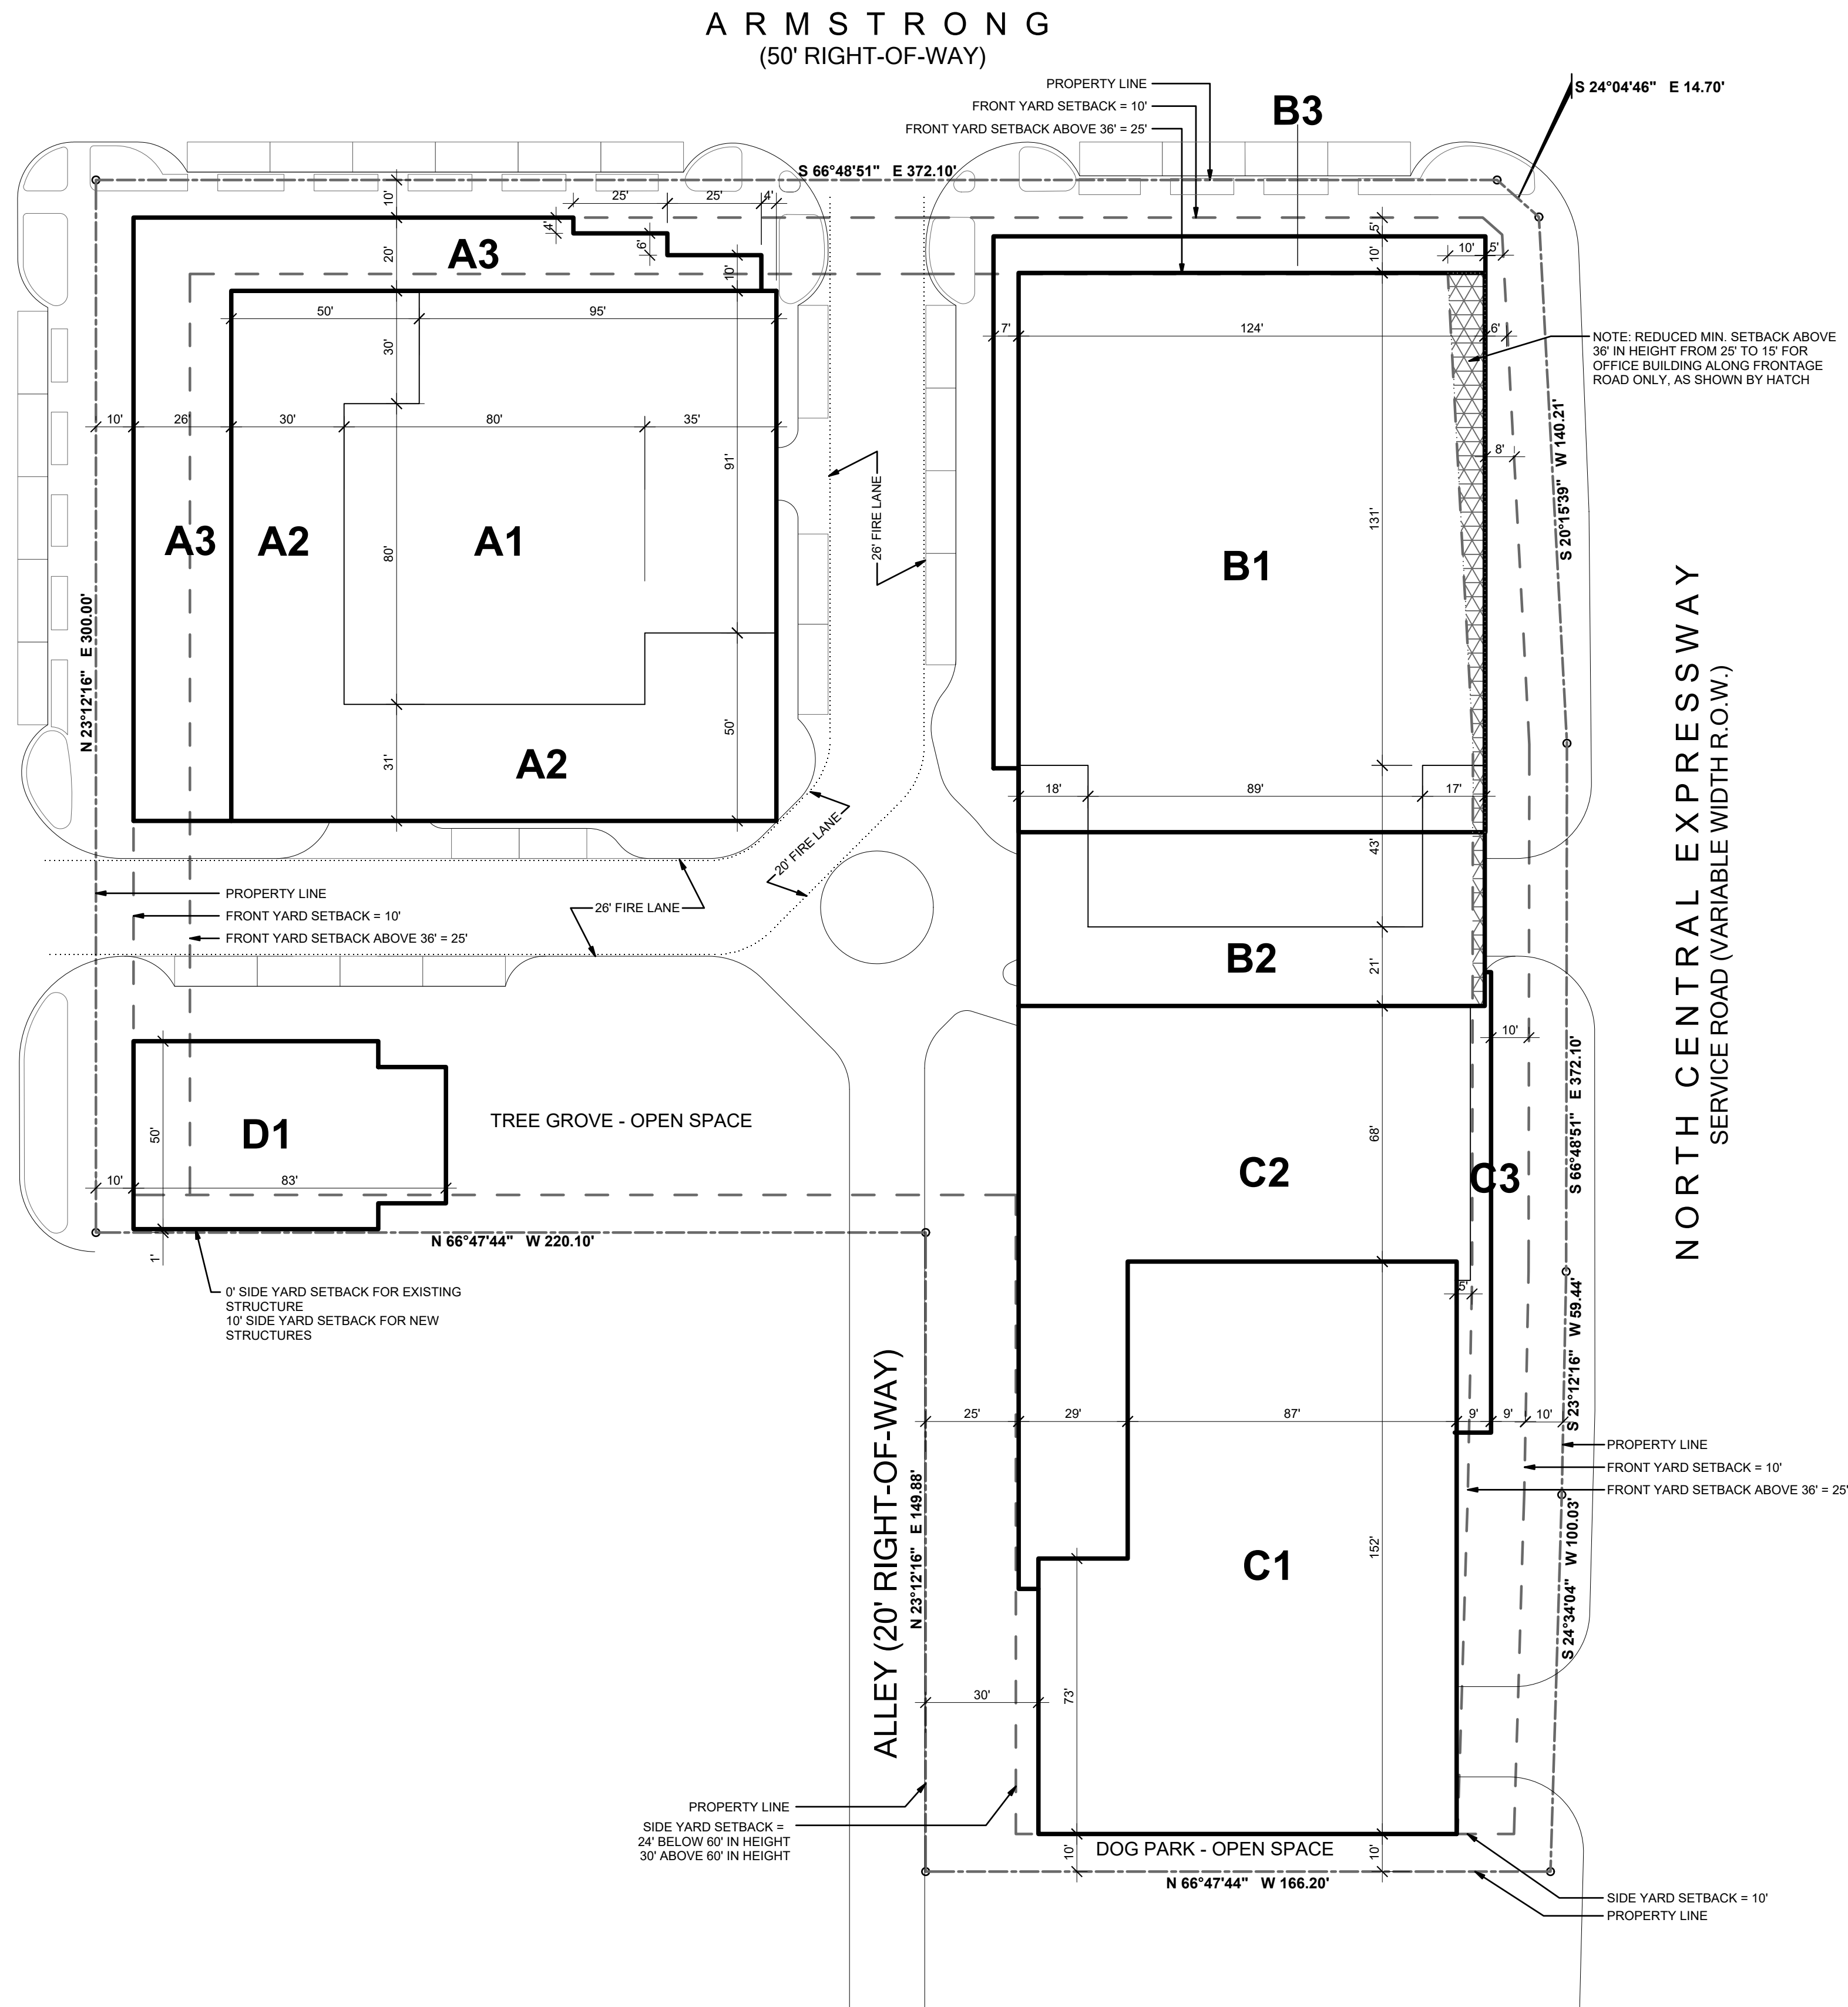 ARMSTRONG
(50' RIGHT-OF-WAY)
PROPERTY LINE
FRONT YARD SETBACK = 10'
FRONT YARD SETBACK ABOVE 36' = 25'
B3
S 24°04'46" E 14.70'
S 66°48'51" E 372.10'
10'
25'
25'
4'
4'
6'
20'
10'
A3
5'
10'
10'
5'
50'
95'
30'
7'
124'
6'
NOTE: REDUCED MIN. SETBACK ABOVE
36' IN HEIGHT FROM 25' TO 15' FOR
OFFICE BUILDING ALONG FRONTAGE
ROAD ONLY, AS SHOWN BY HATCH
10'
26'
30'
80'
35'
91'
8'
S 20°15'39" W 140.21'
26' FIRE LANE
131'
A3
A2
A1
80'
B1
N 23°12'16" E 300.00'
NORTH CENTRAL EXPRESSWAY
SERVICE ROAD (VARIABLE WIDTH R.O.W.)
50'
31'
A2
18'
89'
17'
20' FIRE LANE
43'
PROPERTY LINE
FRONT YARD SETBACK = 10'
FRONT YARD SETBACK ABOVE 36' = 25'
26' FIRE LANE
B2
21'
10'
S 66°48'51" E 372.10'
D1
50'
TREE GROVE - OPEN SPACE
68'
C2
C3
10'
83'
N 66°47'44" W 220.10'
1'
0' SIDE YARD SETBACK FOR EXISTING
STRUCTURE
10' SIDE YARD SETBACK FOR NEW
STRUCTURES
5'
S 23°12'16" W 59.44'
ALLEY (20' RIGHT-OF-WAY)
25'
29'
87'
9'
9'
10'
PROPERTY LINE
FRONT YARD SETBACK = 10'
FRONT YARD SETBACK ABOVE 36' = 25'
N 23°12'16" E 149.88'
152'
C1
S 24°34'04" W 100.03'
30'
73'
PROPERTY LINE
SIDE YARD SETBACK =
24' BELOW 60' IN HEIGHT
30' ABOVE 60' IN HEIGHT
10'
DOG PARK - OPEN SPACE
10'
N 66°47'44" W 166.20'
SIDE YARD SETBACK = 10'
PROPERTY LINE